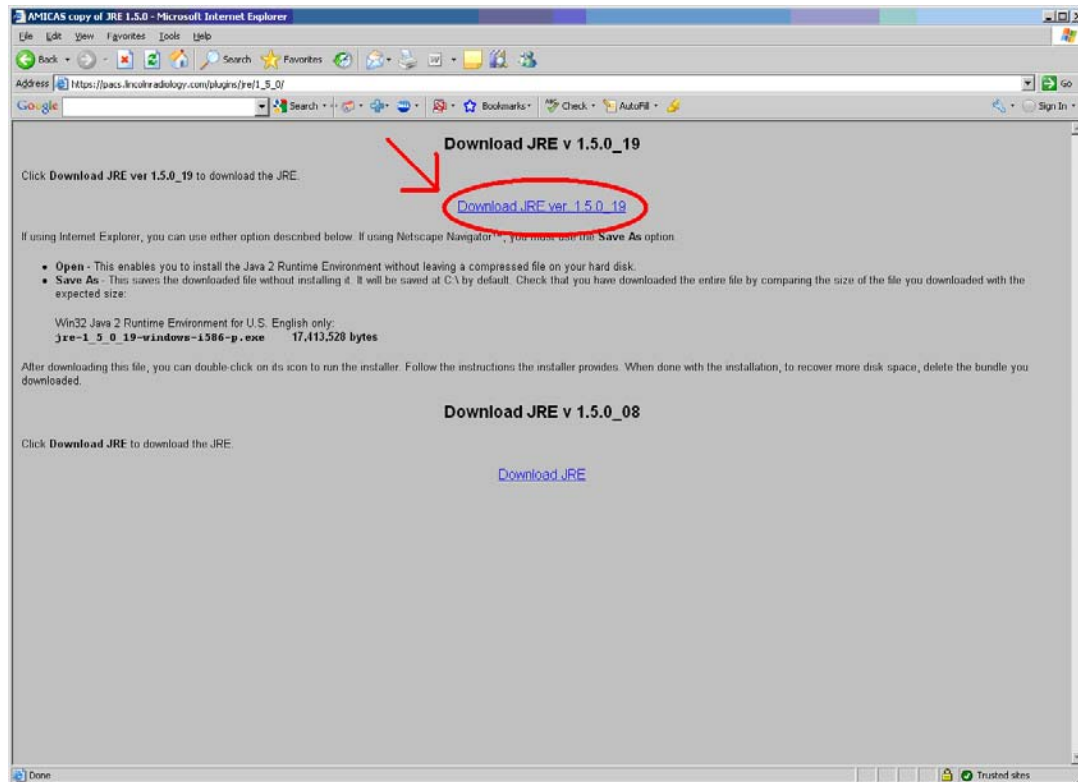 AMICAS copy of JRE 1.5.0 - Microsoft Internet Explorer
File Edit View Favorites Tools Help
Back Search Favorites
Address https://pacs.lincolnradiology.com/plugins/jre/1_5_0/ Go
Google Search Bookmarks Check AutoFill Sign In
Download JRE v 1.5.0_19
Click Download JRE ver 1.5.0_19 to download the JRE.
Download JRE ver. 1.5.0_19
If using Internet Explorer, you can use either option described below. If using Netscape Navigator™, you must use the Save As option.
• Open - This enables you to install the Java 2 Runtime Environment without leaving a compressed file on your hard disk.
• Save As - This saves the downloaded file without installing it. It will be saved at C:\ by default. Check that you have downloaded the entire file by comparing the size of the file you downloaded with the
expected size:
Win32 Java 2 Runtime Environment for U.S. English only:
jre-1_5_0_19-windows-i586-p.exe 17,413,528 bytes
After downloading this file, you can double-click on its icon to run the installer. Follow the instructions the installer provides. When done with the installation, to recover more disk space, delete the bundle you
downloaded.
Download JRE v 1.5.0_08
Click Download JRE to download the JRE.
Download JRE
Done Trusted sites